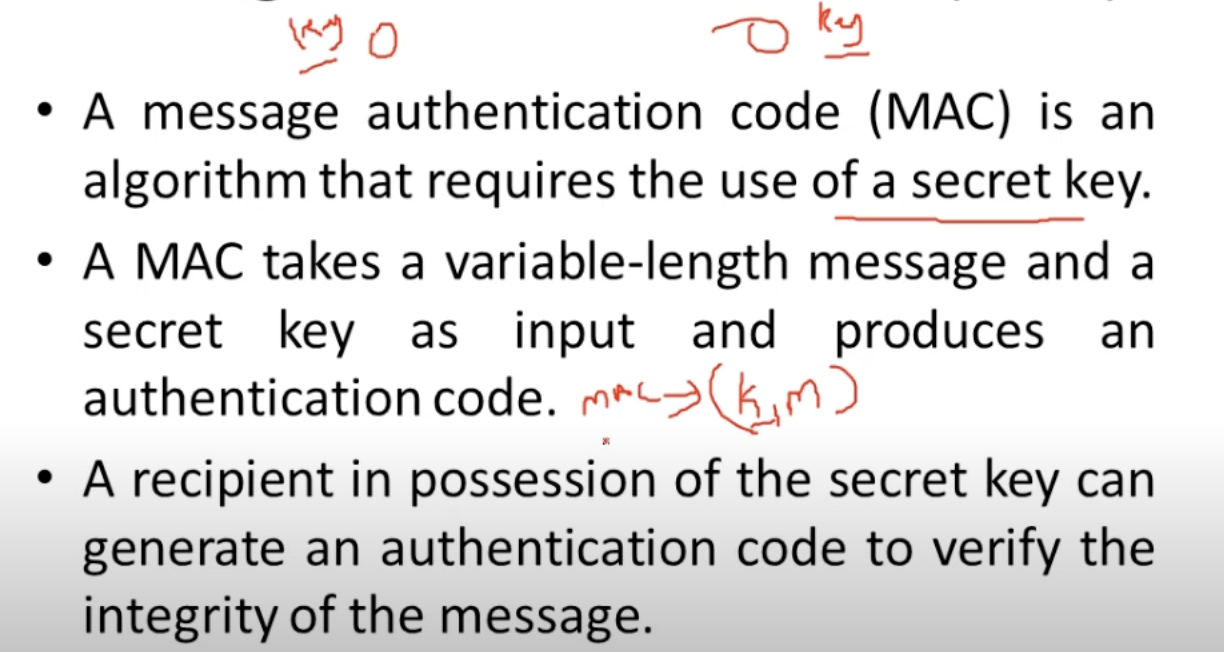 key key
• A message authentication code (MAC) is an
algorithm that requires the use of a secret key.
• A MAC takes a variable-length message and a
secret key as input and produces an
authentication code. MAC→(k,m)
• A recipient in possession of the secret key can
generate an authentication code to verify the
integrity of the message.